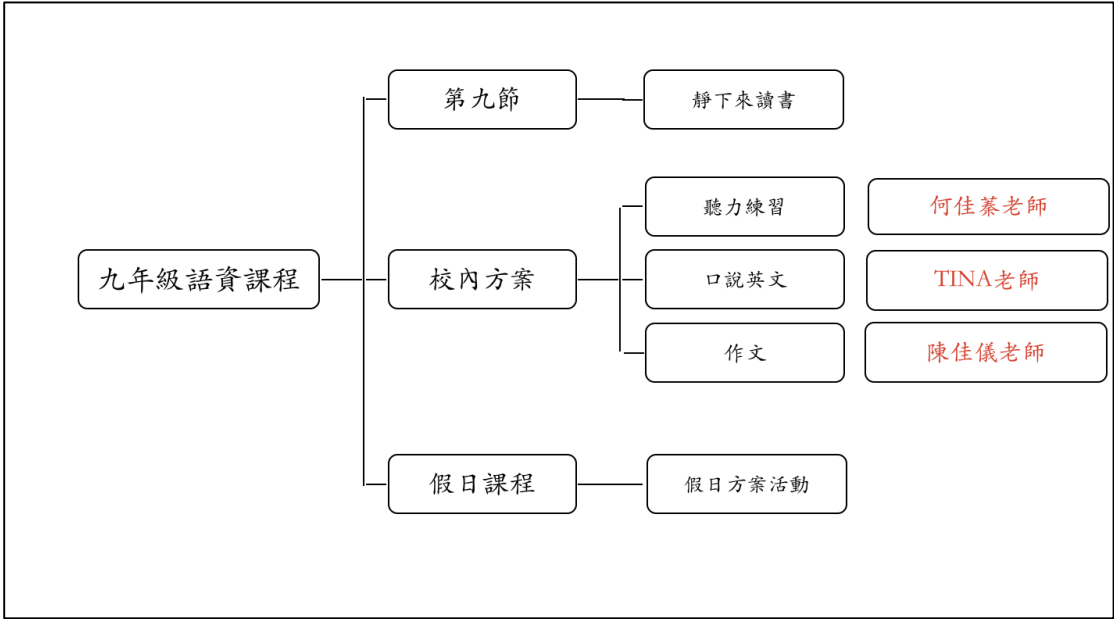 第九節
靜下來讀書
聽力練習
何佳蓁老師
九年級語資課程
校內方案
口說英文
TINA老師
作文
陳佳儀老師
假日課程
假日方案活動